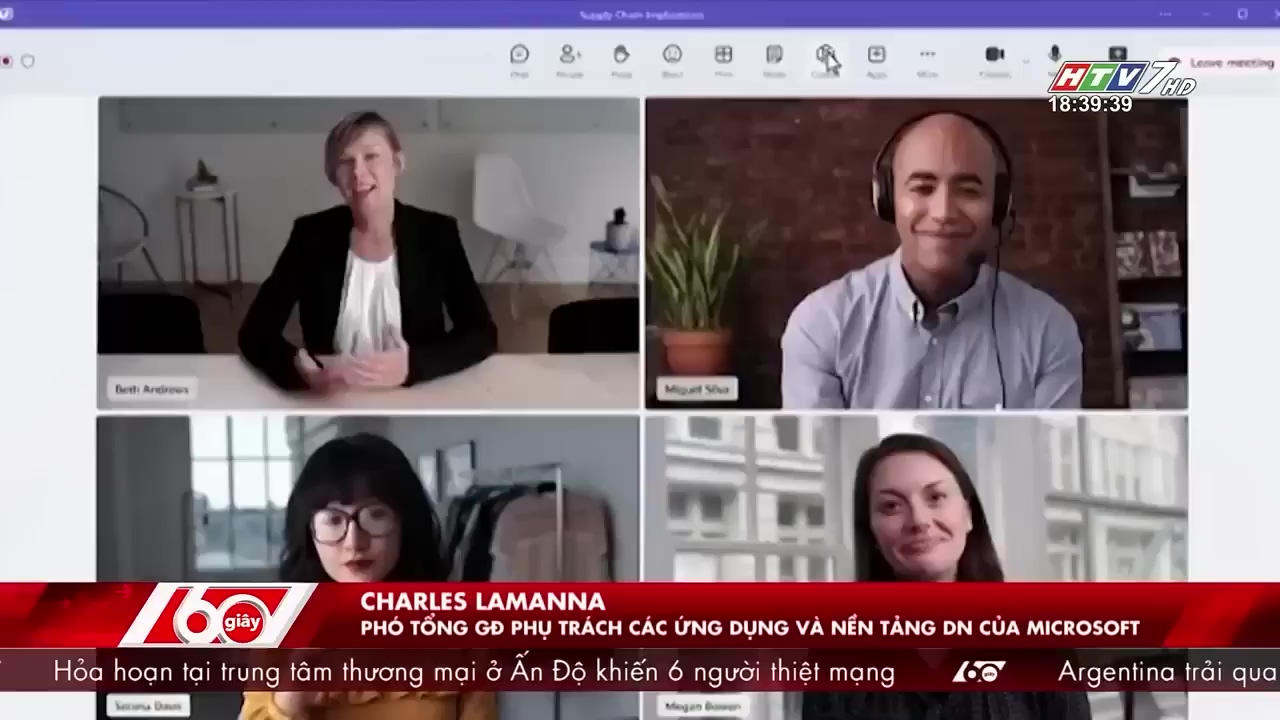 Supply Chain Implications
Chat
People
Raise
React
View
Notes
Apps
More
Camera
Leave meeting
HTV7 HD
18:39:39
Beth Andrews
Miguel Silva
60 giây
CHARLES LAMANNA
PHÓ TỔNG GĐ PHỤ TRÁCH CÁC ỨNG DỤNG VÀ NỀN TẢNG DN CỦA MICROSOFT
Hỏa hoạn tại trung tâm thương mại ở Ấn Độ khiến 6 người thiệt mạng 60 giây Argentina trải qua
Serena Davis
Megan Bowen